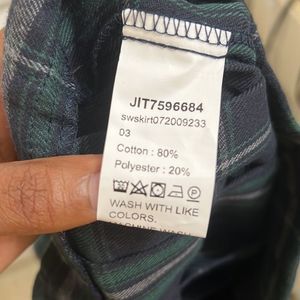 JIT7596684
swskirt072009233
03
Cotton : 80%
Polyester : 20%
WASH WITH LIKE
COLORS.